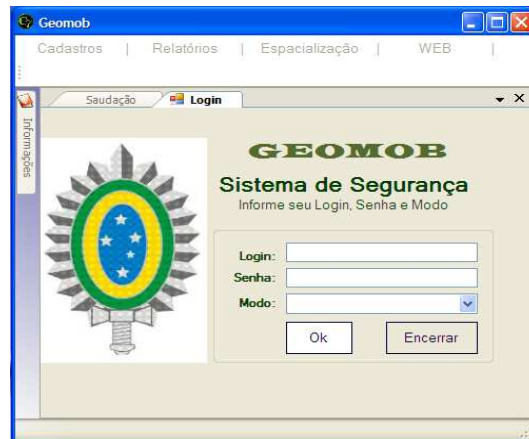 Geomob
Cadastros | Relatórios | Espacialização | WEB |
Saudação Login
Informações
GEOMOB
Sistema de Segurança
Informe seu Login, Senha e Modo
Login:
Senha:
Modo:
Ok Encerrar